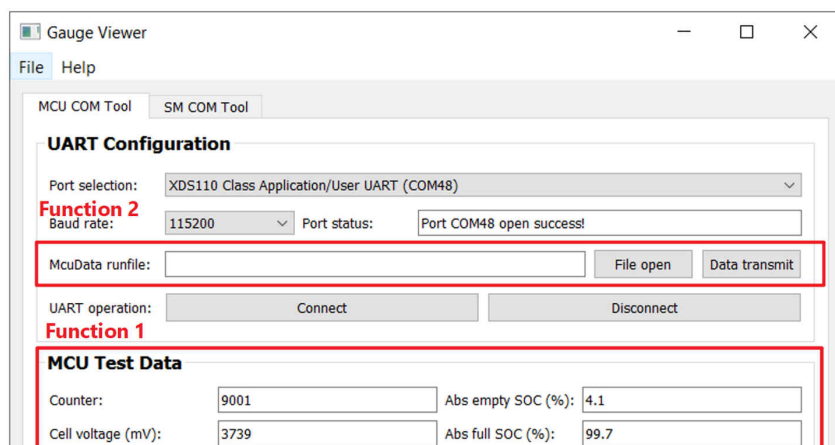 Gauge Viewer
File Help
MCU COM Tool SM COM Tool
UART Configuration
Port selection: XDS110 Class Application/User UART (COM48)
Function 2
Baud rate: 115200 Port status: Port COM48 open success!
McuData runfile: File open Data transmit
UART operation: Connect Disconnect
Function 1
MCU Test Data
Counter: 9001 Abs empty SOC (%): 4.1
Cell voltage (mV): 3739 Abs full SOC (%): 99.7